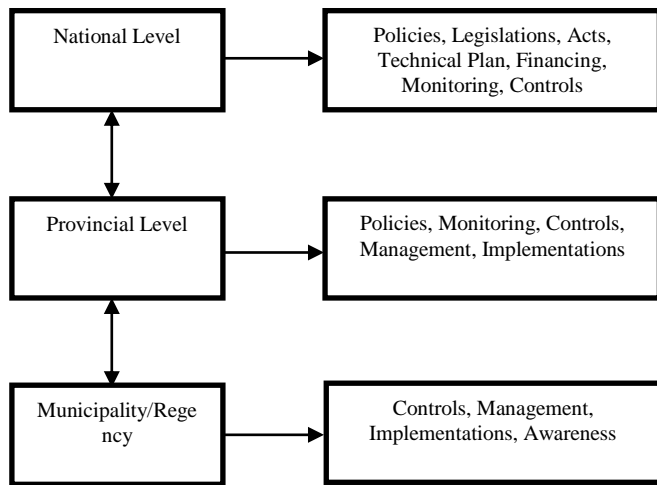 National Level
Policies, Legislations, Acts,
Technical Plan, Financing,
Monitoring, Controls
Provincial Level
Policies, Monitoring, Controls,
Management, Implementations
Municipality/Rege
ncy
Controls, Management,
Implementations, Awareness